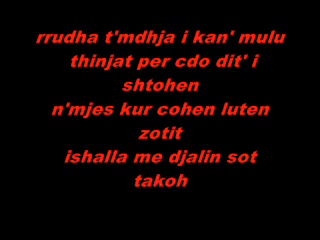 rrudha t'mdhja i kan' mulu
thinjat per cdo dit' i
shtohen
n'mjes kur cohen luten
zotit
ishalla me djalin sot
takoh